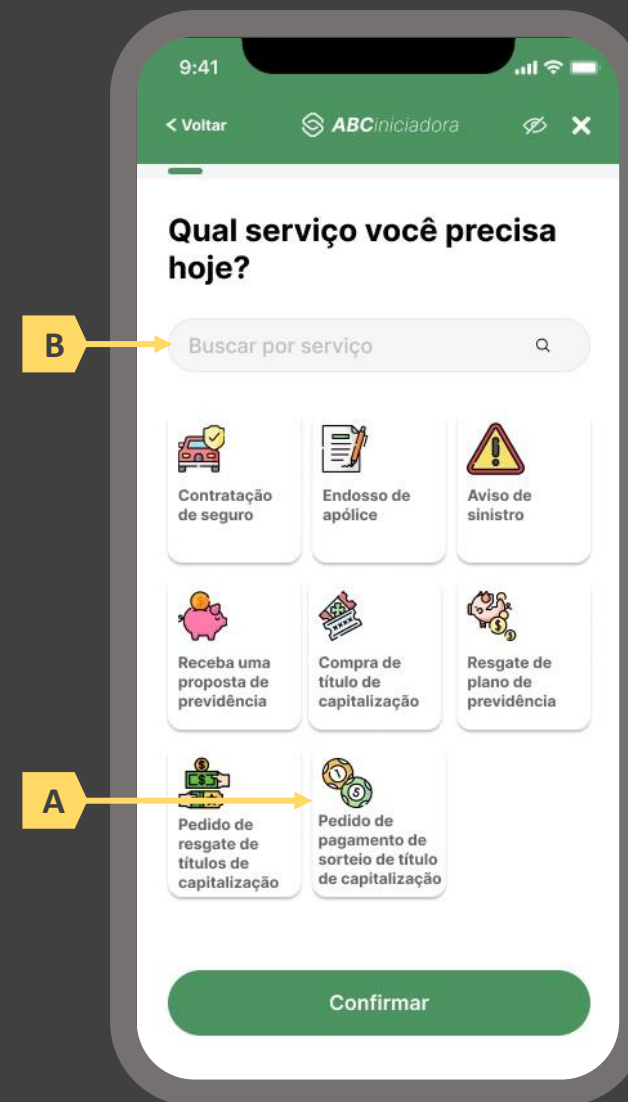 9:41
< Voltar
ABCiniciadora
Qual serviço você precisa
hoje?
B
Buscar por serviço
Contratação
de seguro
Endosso de
apólice
Aviso de
sinistro
Receba uma
proposta de
previdência
Compra de
título de
capitalização
Resgate de
plano de
previdência
A
Pedido de
resgate de
títulos de
capitalização
Pedido de
pagamento de
sorteio de título
de capitalização
Confirmar